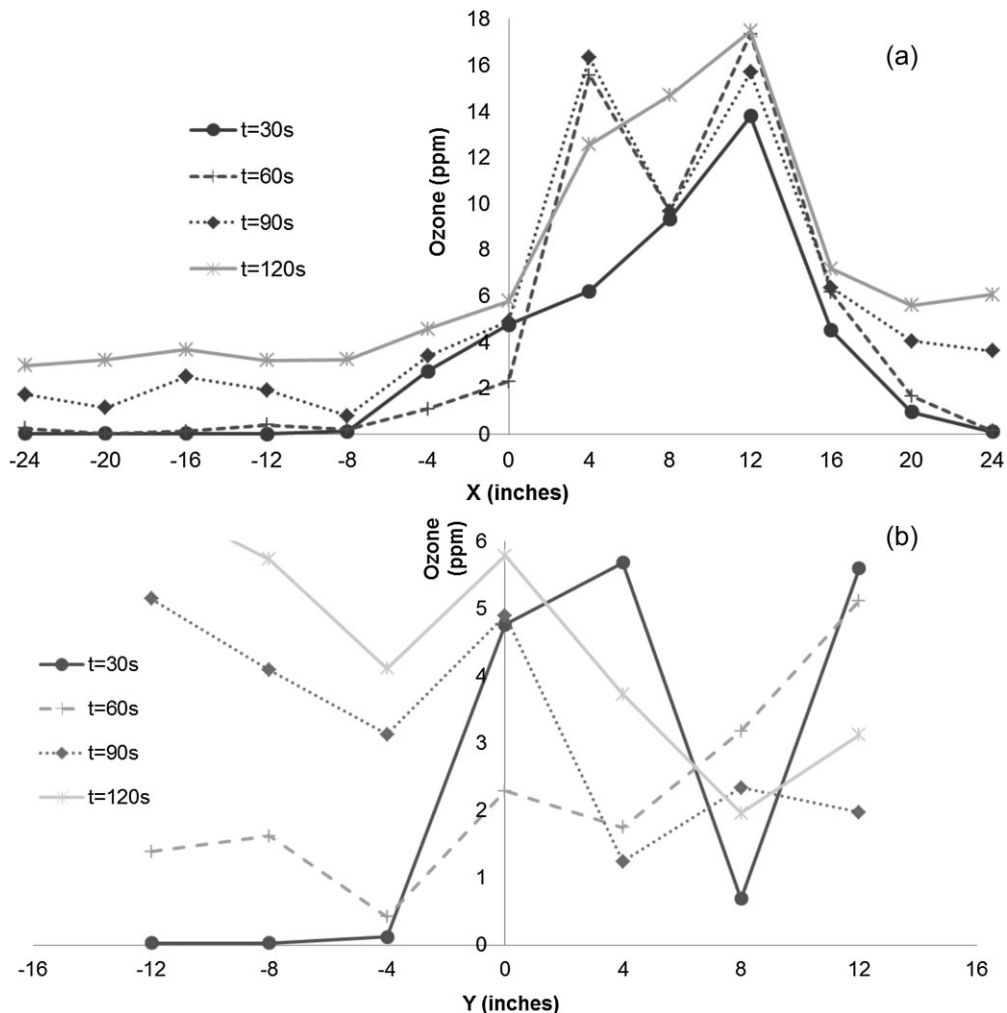 (a)
18
16
14
12
10
8
6
4
2
0
Ozone (ppm)
t=30s
t=60s
t=90s
t=120s
-24 -20 -16 -12 -8 -4 0 4 8 12 16 20 24
X (inches)
(b)
Ozone
(ppm)
6
5
4
3
2
1
0
t=30s
t=60s
t=90s
t=120s
-16 -12 -8 -4 0 4 8 12 16
Y (inches)